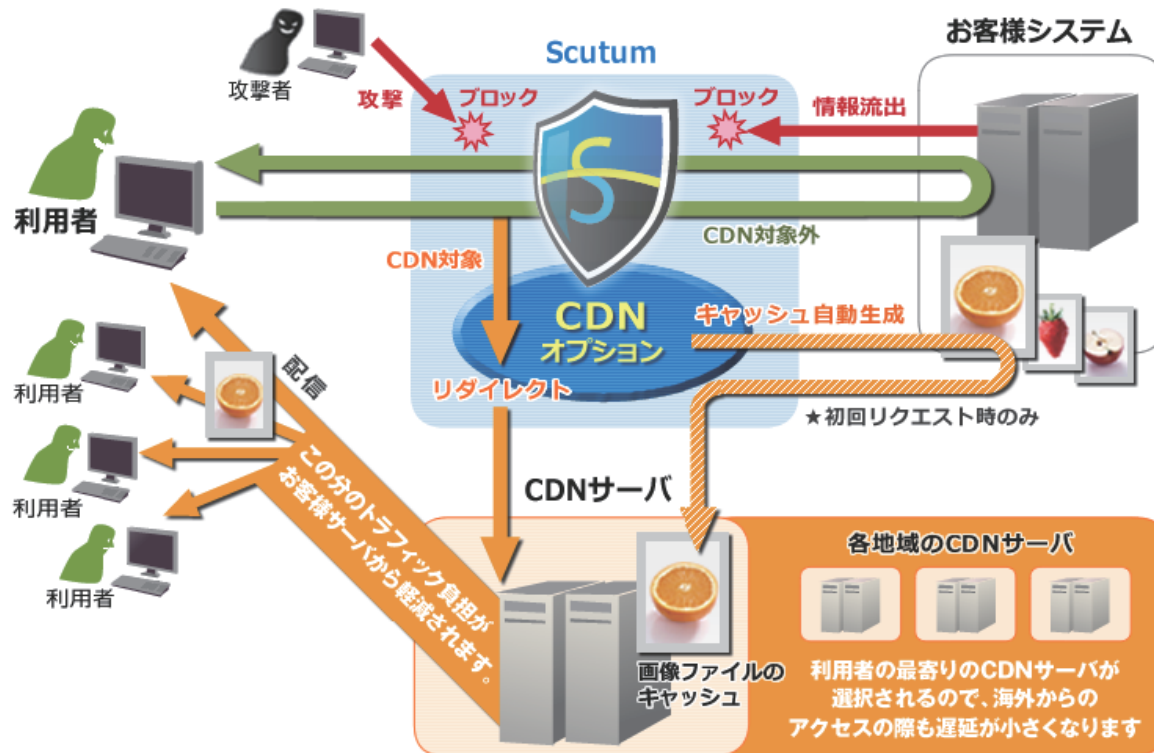 お客様システム
Scutum
攻撃者
攻撃
ブロック
ブロック
情報流出
利用者
CDN対象
CDN対象外
CDN
オプション
キャッシュ自動生成
リダイレクト
★初回リクエスト時のみ
利用者
配信
利用者
利用者
この分のトラフィック負担が
お客様サーバから軽減されます。
CDNサーバ
画像ファイルの
キャッシュ
各地域のCDNサーバ
利用者の最寄りのCDNサーバが
選択されるので、海外からの
アクセスの際も遅延が小さくなります